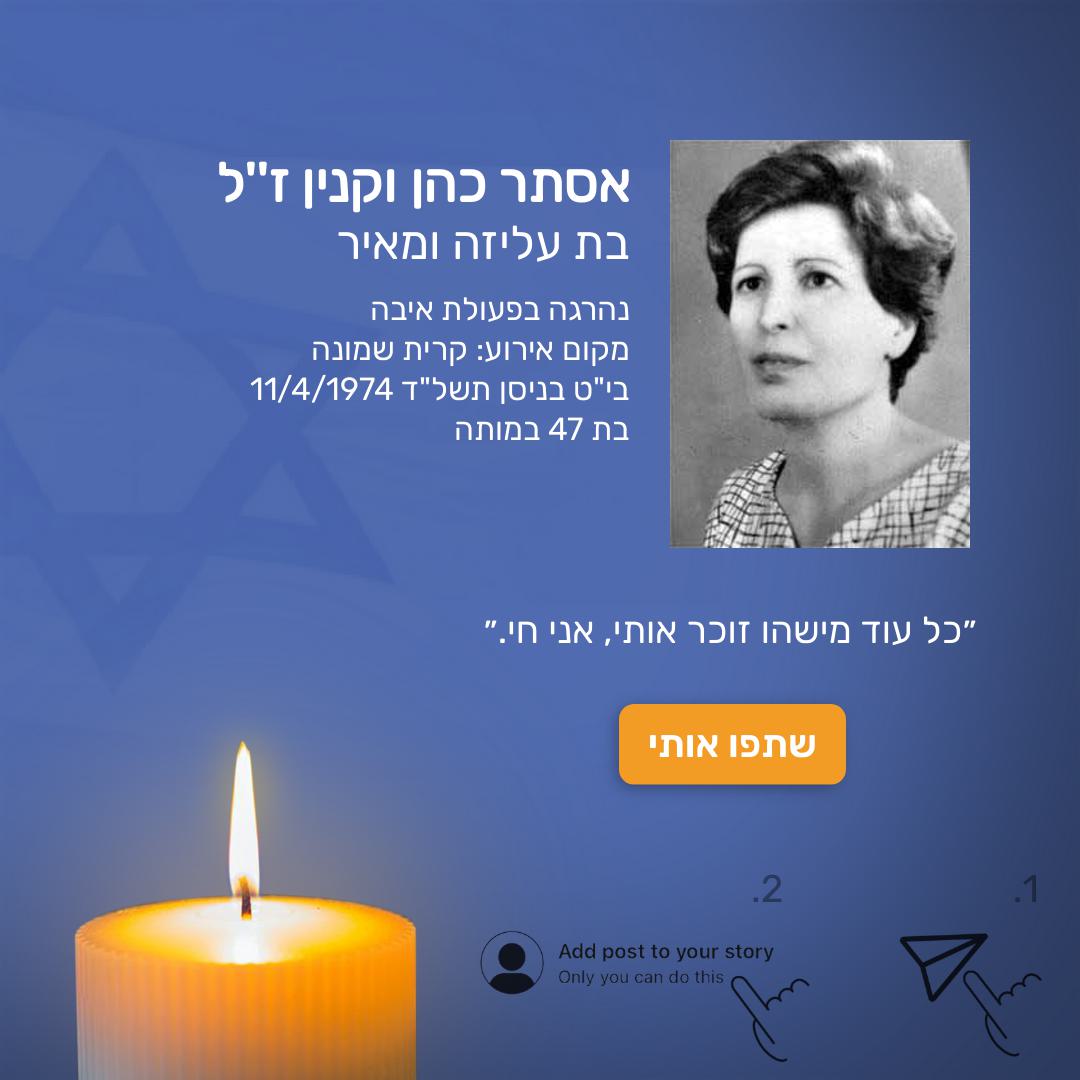 אסתר כהן וקנין ז"ל
בת עליזה ומאיר
נהרגה בפעולת איבה
מקום אירוע: קרית שמונה
בי"ט בניסן תשל"ד 11/4/1974
בת 47 במותה
״כל עוד מישהו זוכר אותי, אני חי.״
שתפו אותי
.1
.2
Add post to your story
Only you can do this